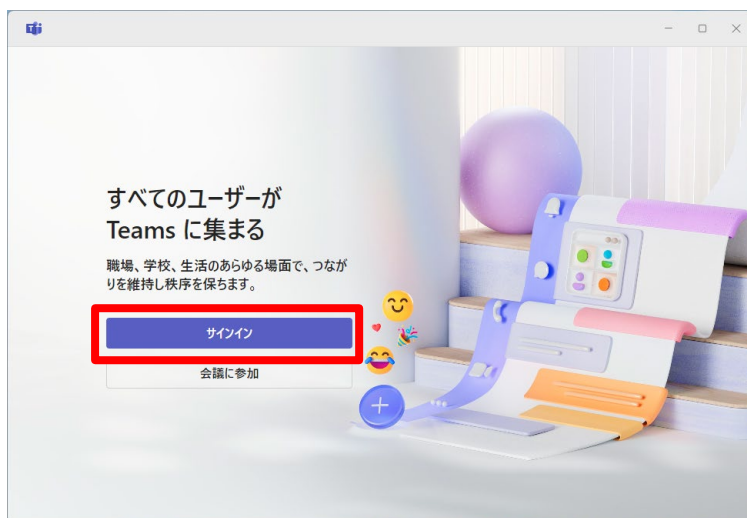 すべてのユーザーが
Teams に集まる
職場、学校、生活のあらゆる場面で、つなが
りを維持し秩序を保ちます。
サインイン
会議に参加